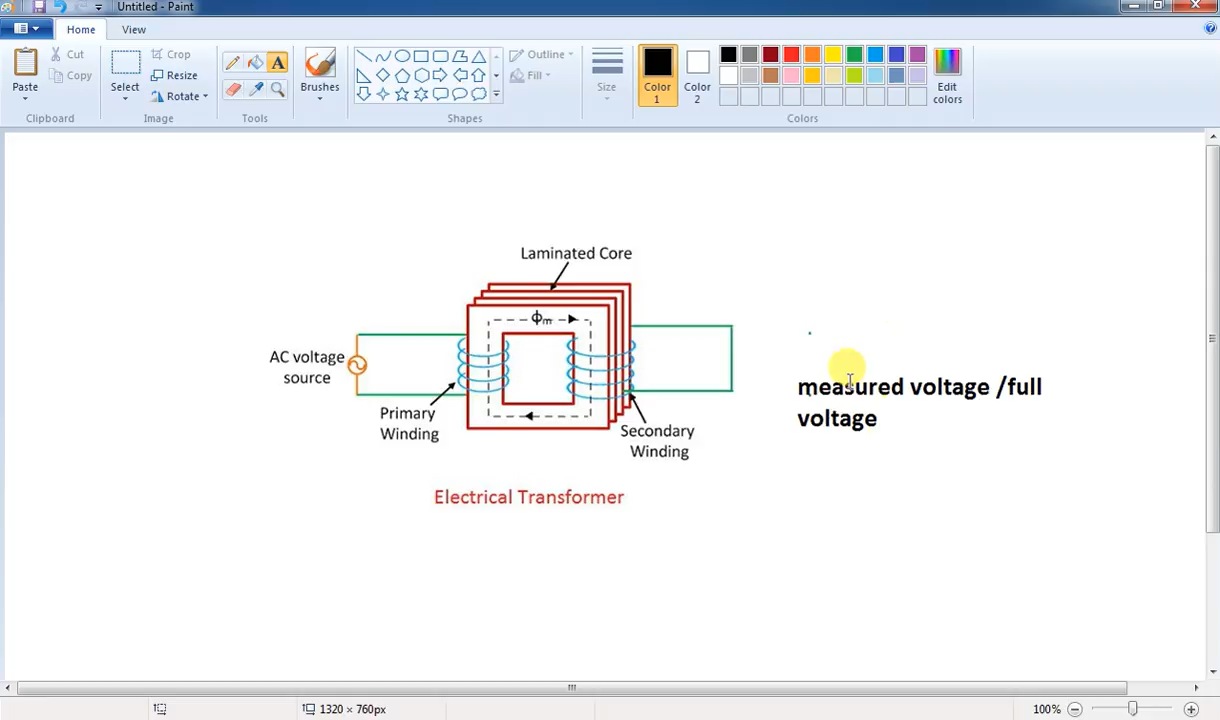 Untitled - Paint
Home
View
Paste
Cut
Copy
Clipboard
Select
Crop
Resize
Rotate
Image
A
Tools
Brushes
Shapes
Outline
Fill
Size
Color
1
Color
2
Edit
colors
Colors
Laminated Core
ϕm
AC voltage
source
Primary
Winding
Secondary
Winding
Electrical Transformer
measured voltage /full
voltage
1320 × 760px
100%